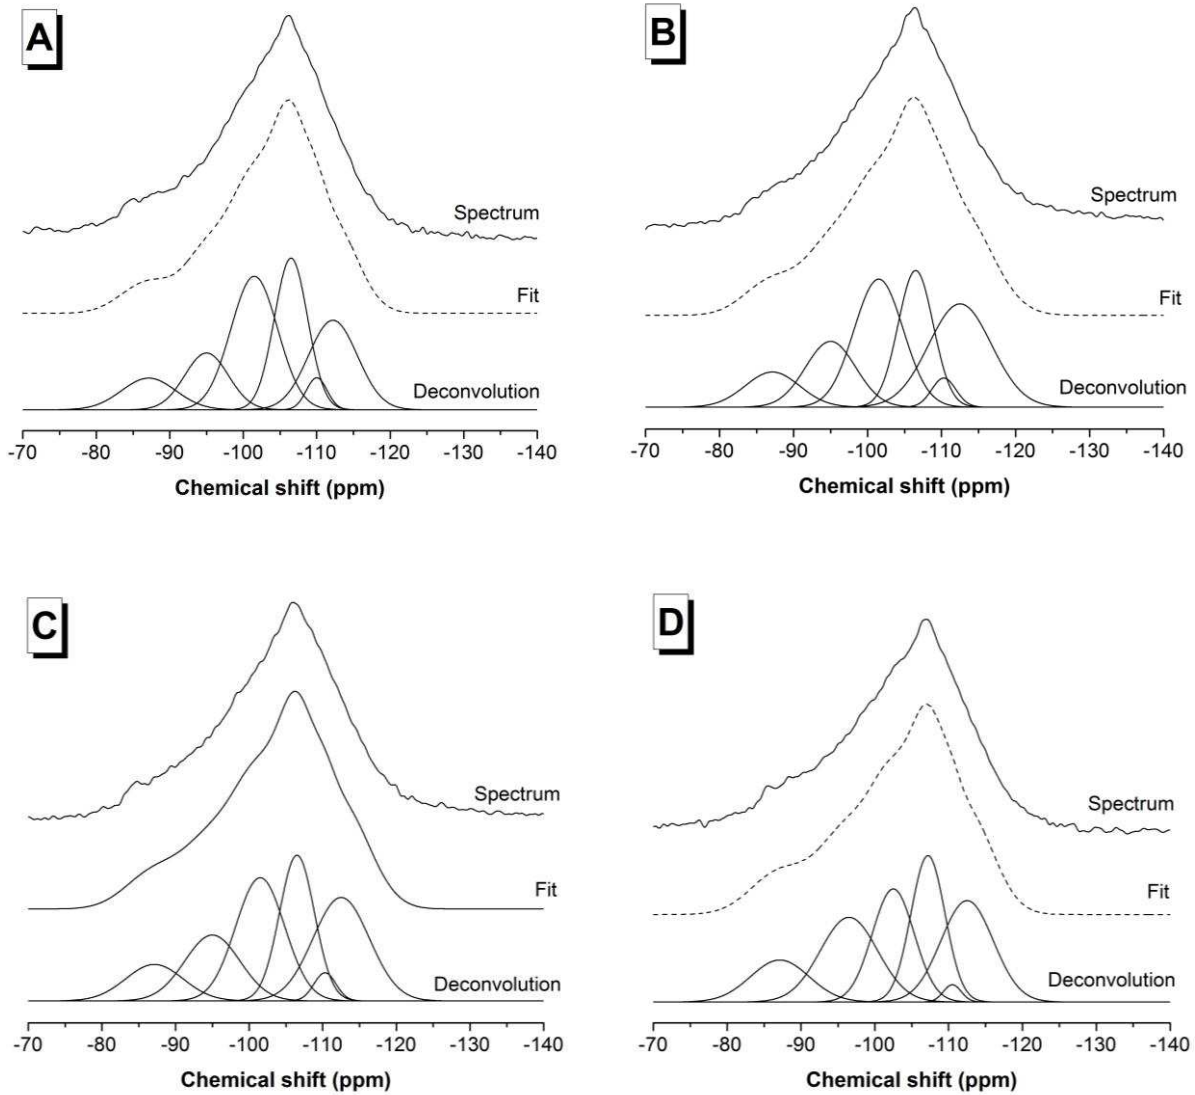 A
Spectrum
Fit
Deconvolution
-70 -80 -90 -100 -110 -120 -130 -140
Chemical shift (ppm)
B
Spectrum
Fit
Deconvolution
-70 -80 -90 -100 -110 -120 -130 -140
Chemical shift (ppm)
C
Spectrum
Fit
Deconvolution
-70 -80 -90 -100 -110 -120 -130 -140
Chemical shift (ppm)
D
Spectrum
Fit
Deconvolution
-70 -80 -90 -100 -110 -120 -130 -140
Chemical shift (ppm)